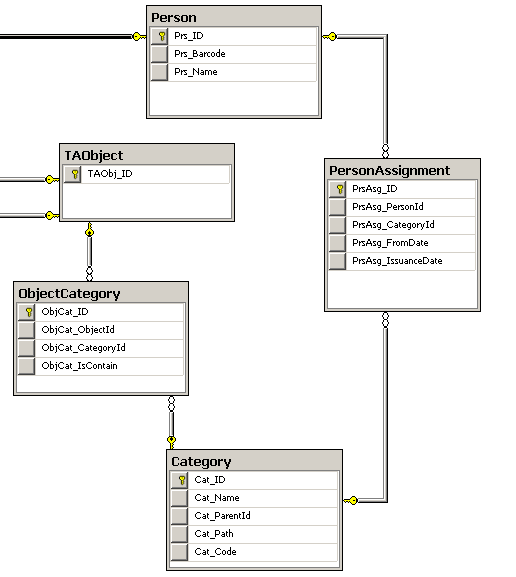 Person
Prs_ID
Prs_Barcode
Prs_Name
TAObject
TAObj_ID
PersonAssignment
PrsAsg_ID
PrsAsg_PersonId
PrsAsg_CategoryId
PrsAsg_FromDate
PrsAsg_IssuanceDate
ObjectCategory
ObjCat_ID
ObjCat_ObjectId
ObjCat_CategoryId
ObjCat_IsContain
Category
Cat_ID
Cat_Name
Cat_ParentId
Cat_Path
Cat_Code